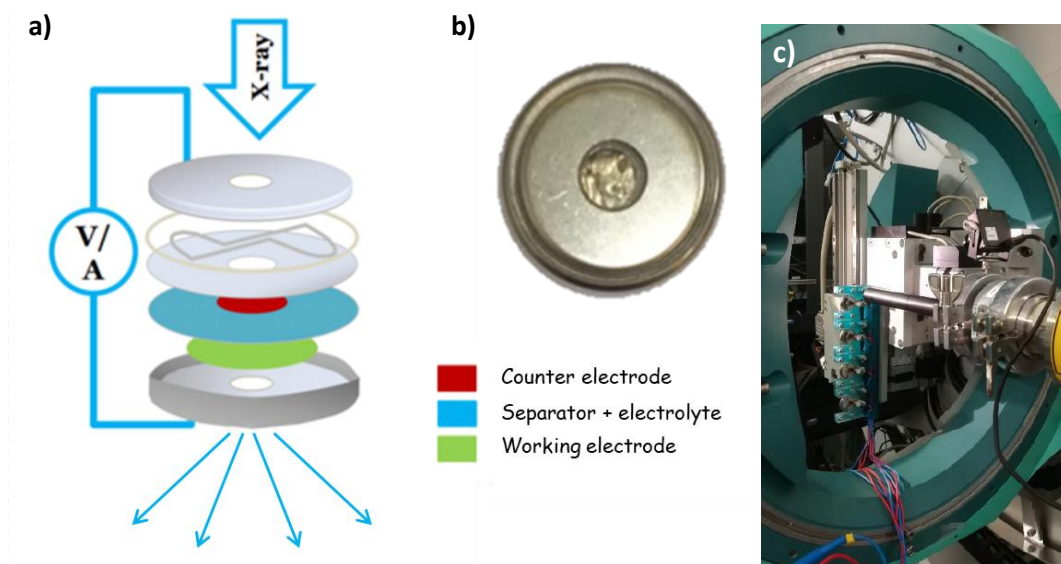 a)
X-ray
V/
A
b)
Counter electrode
Separator + electrolyte
Working electrode
c)